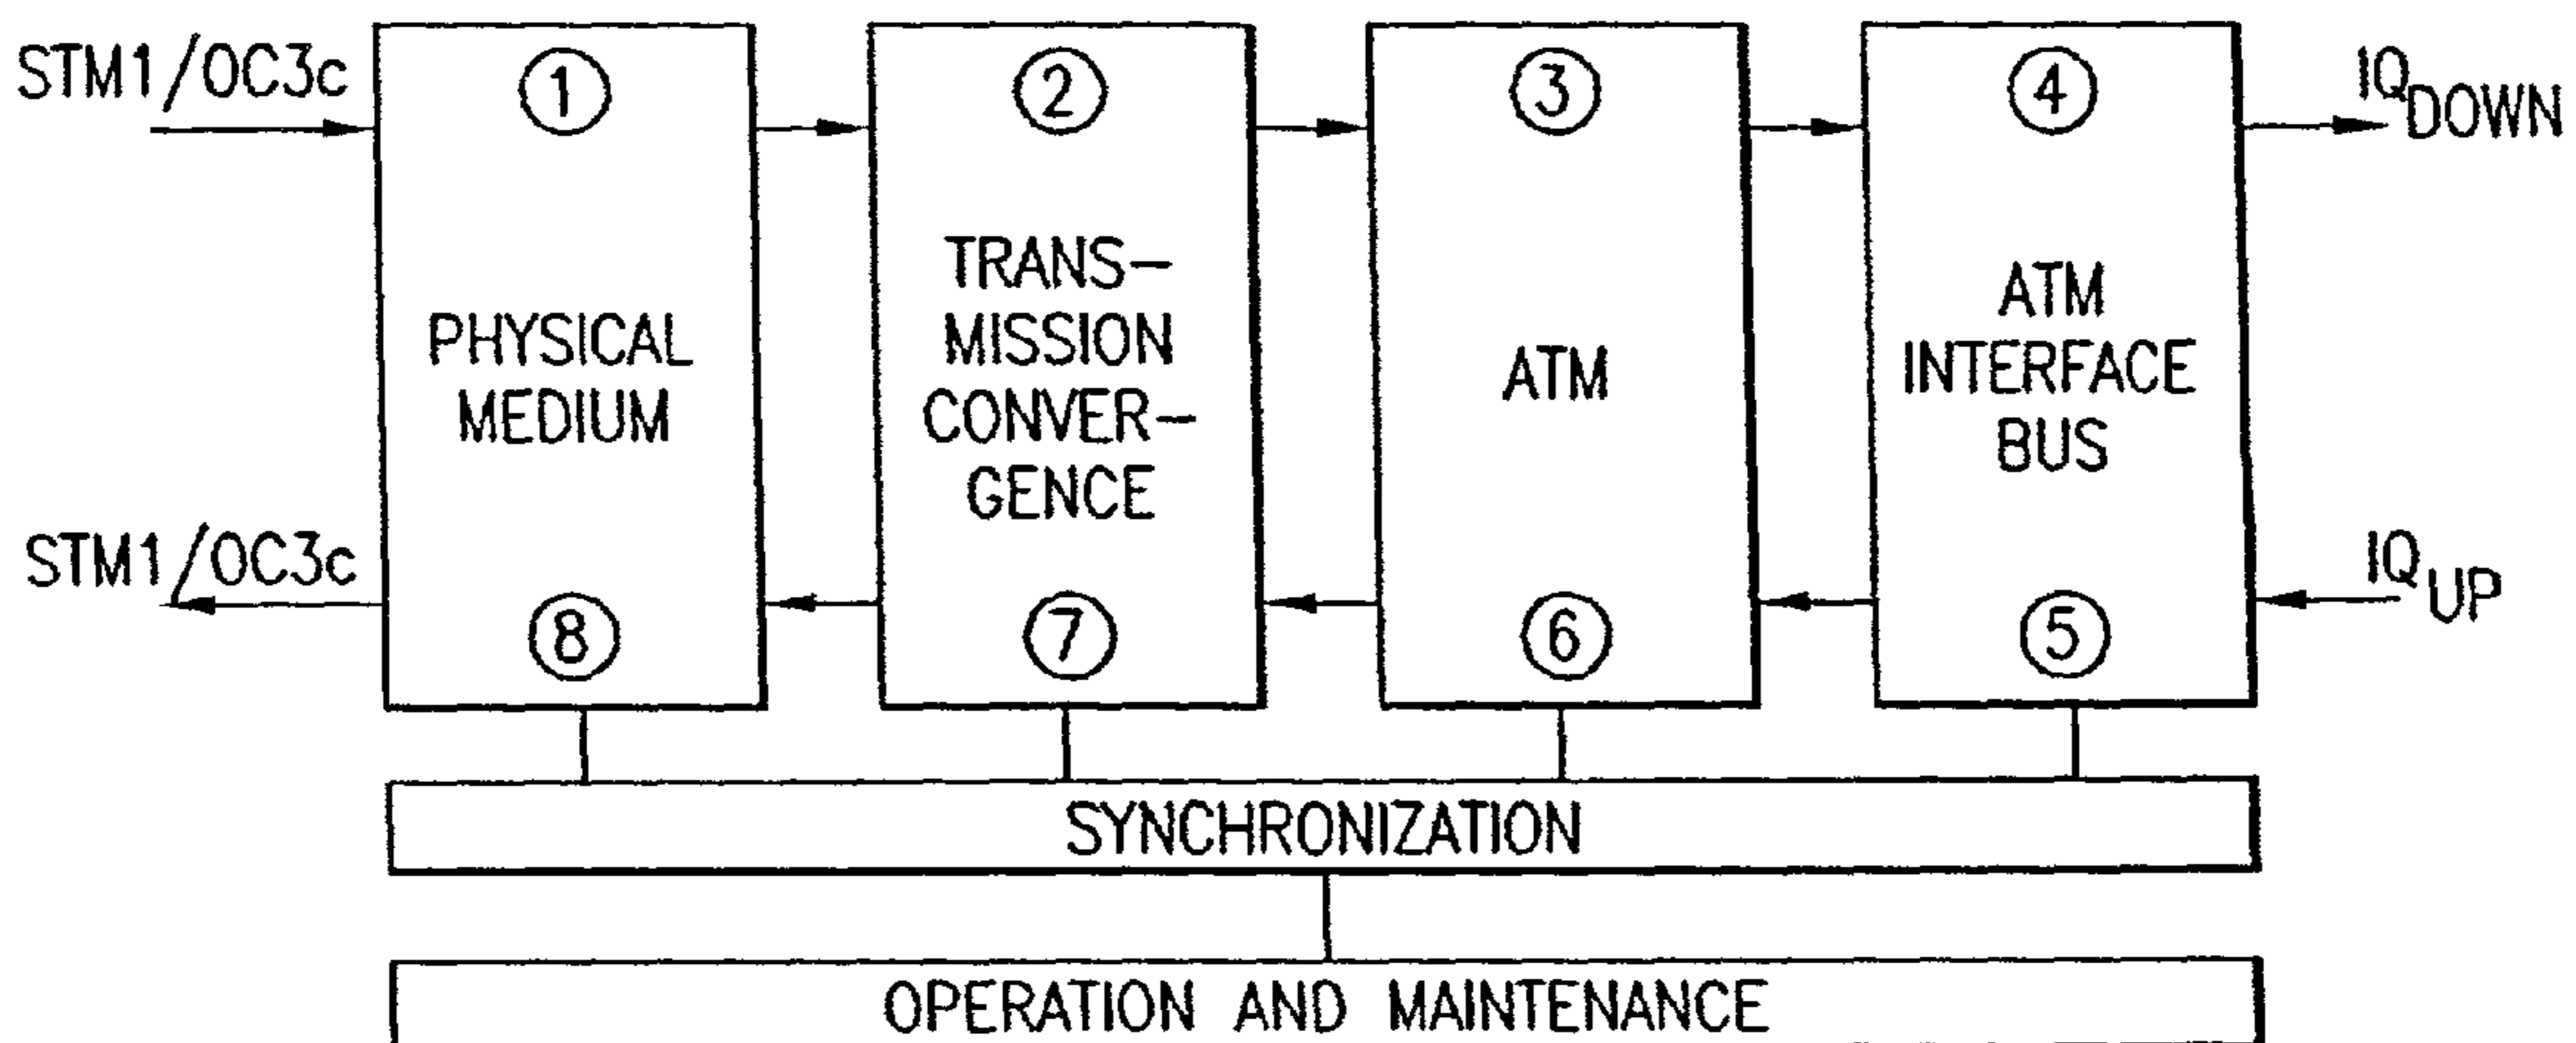 STM1/OC3c
①
②
③
④
IQDOWN
PHYSICAL
MEDIUM
TRANS-
MISSION
CONVER-
GENCE
ATM
ATM
INTERFACE
BUS
STM1/OC3c
⑧
⑦
⑥
⑤
IQUP
SYNCHRONIZATION
OPERATION AND MAINTENANCE